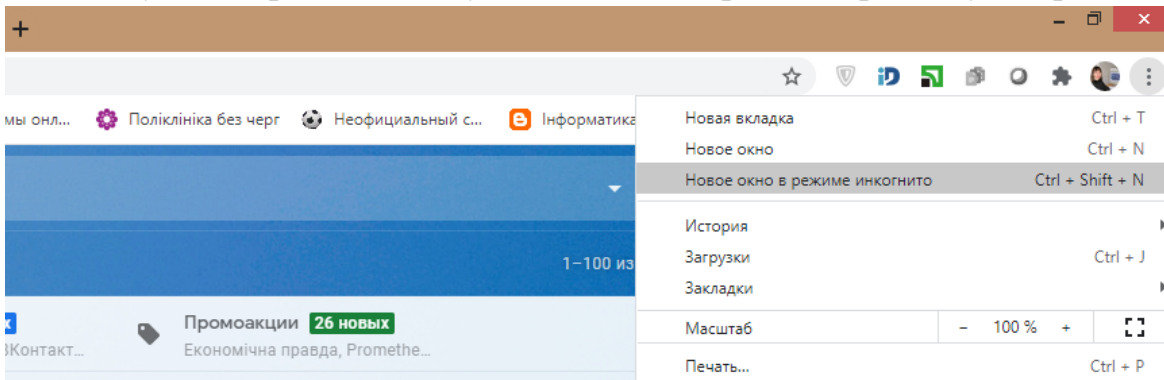 +
мы онл... Поліклініка без черг Неофициальный с... Інформатика
Новая вкладка Ctrl + T
Новое окно Ctrl + N
Новое окно в режиме инкогнито Ctrl + Shift + N
История
1–100 из
Загрузки Ctrl + J
Закладки
Промоакции 26 новых
Масштаб - 100 % +
ВКонтакт... Економічна правда, Promethe...
Печать... Ctrl + P